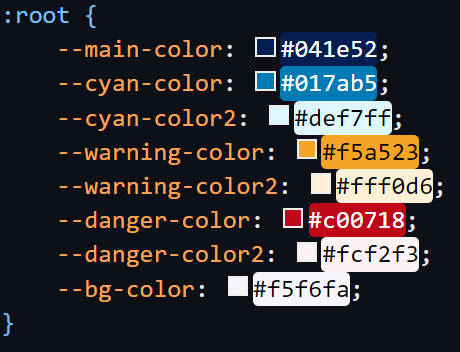 :root {
    --main-color: #041e52;
    --cyan-color: #017ab5;
    --cyan-color2: #def7ff;
    --warning-color: #f5a523;
    --warning-color2: #fff0d6;
    --danger-color: #c00718;
    --danger-color2: #fcf2f3;
    --bg-color: #f5f6fa;
}